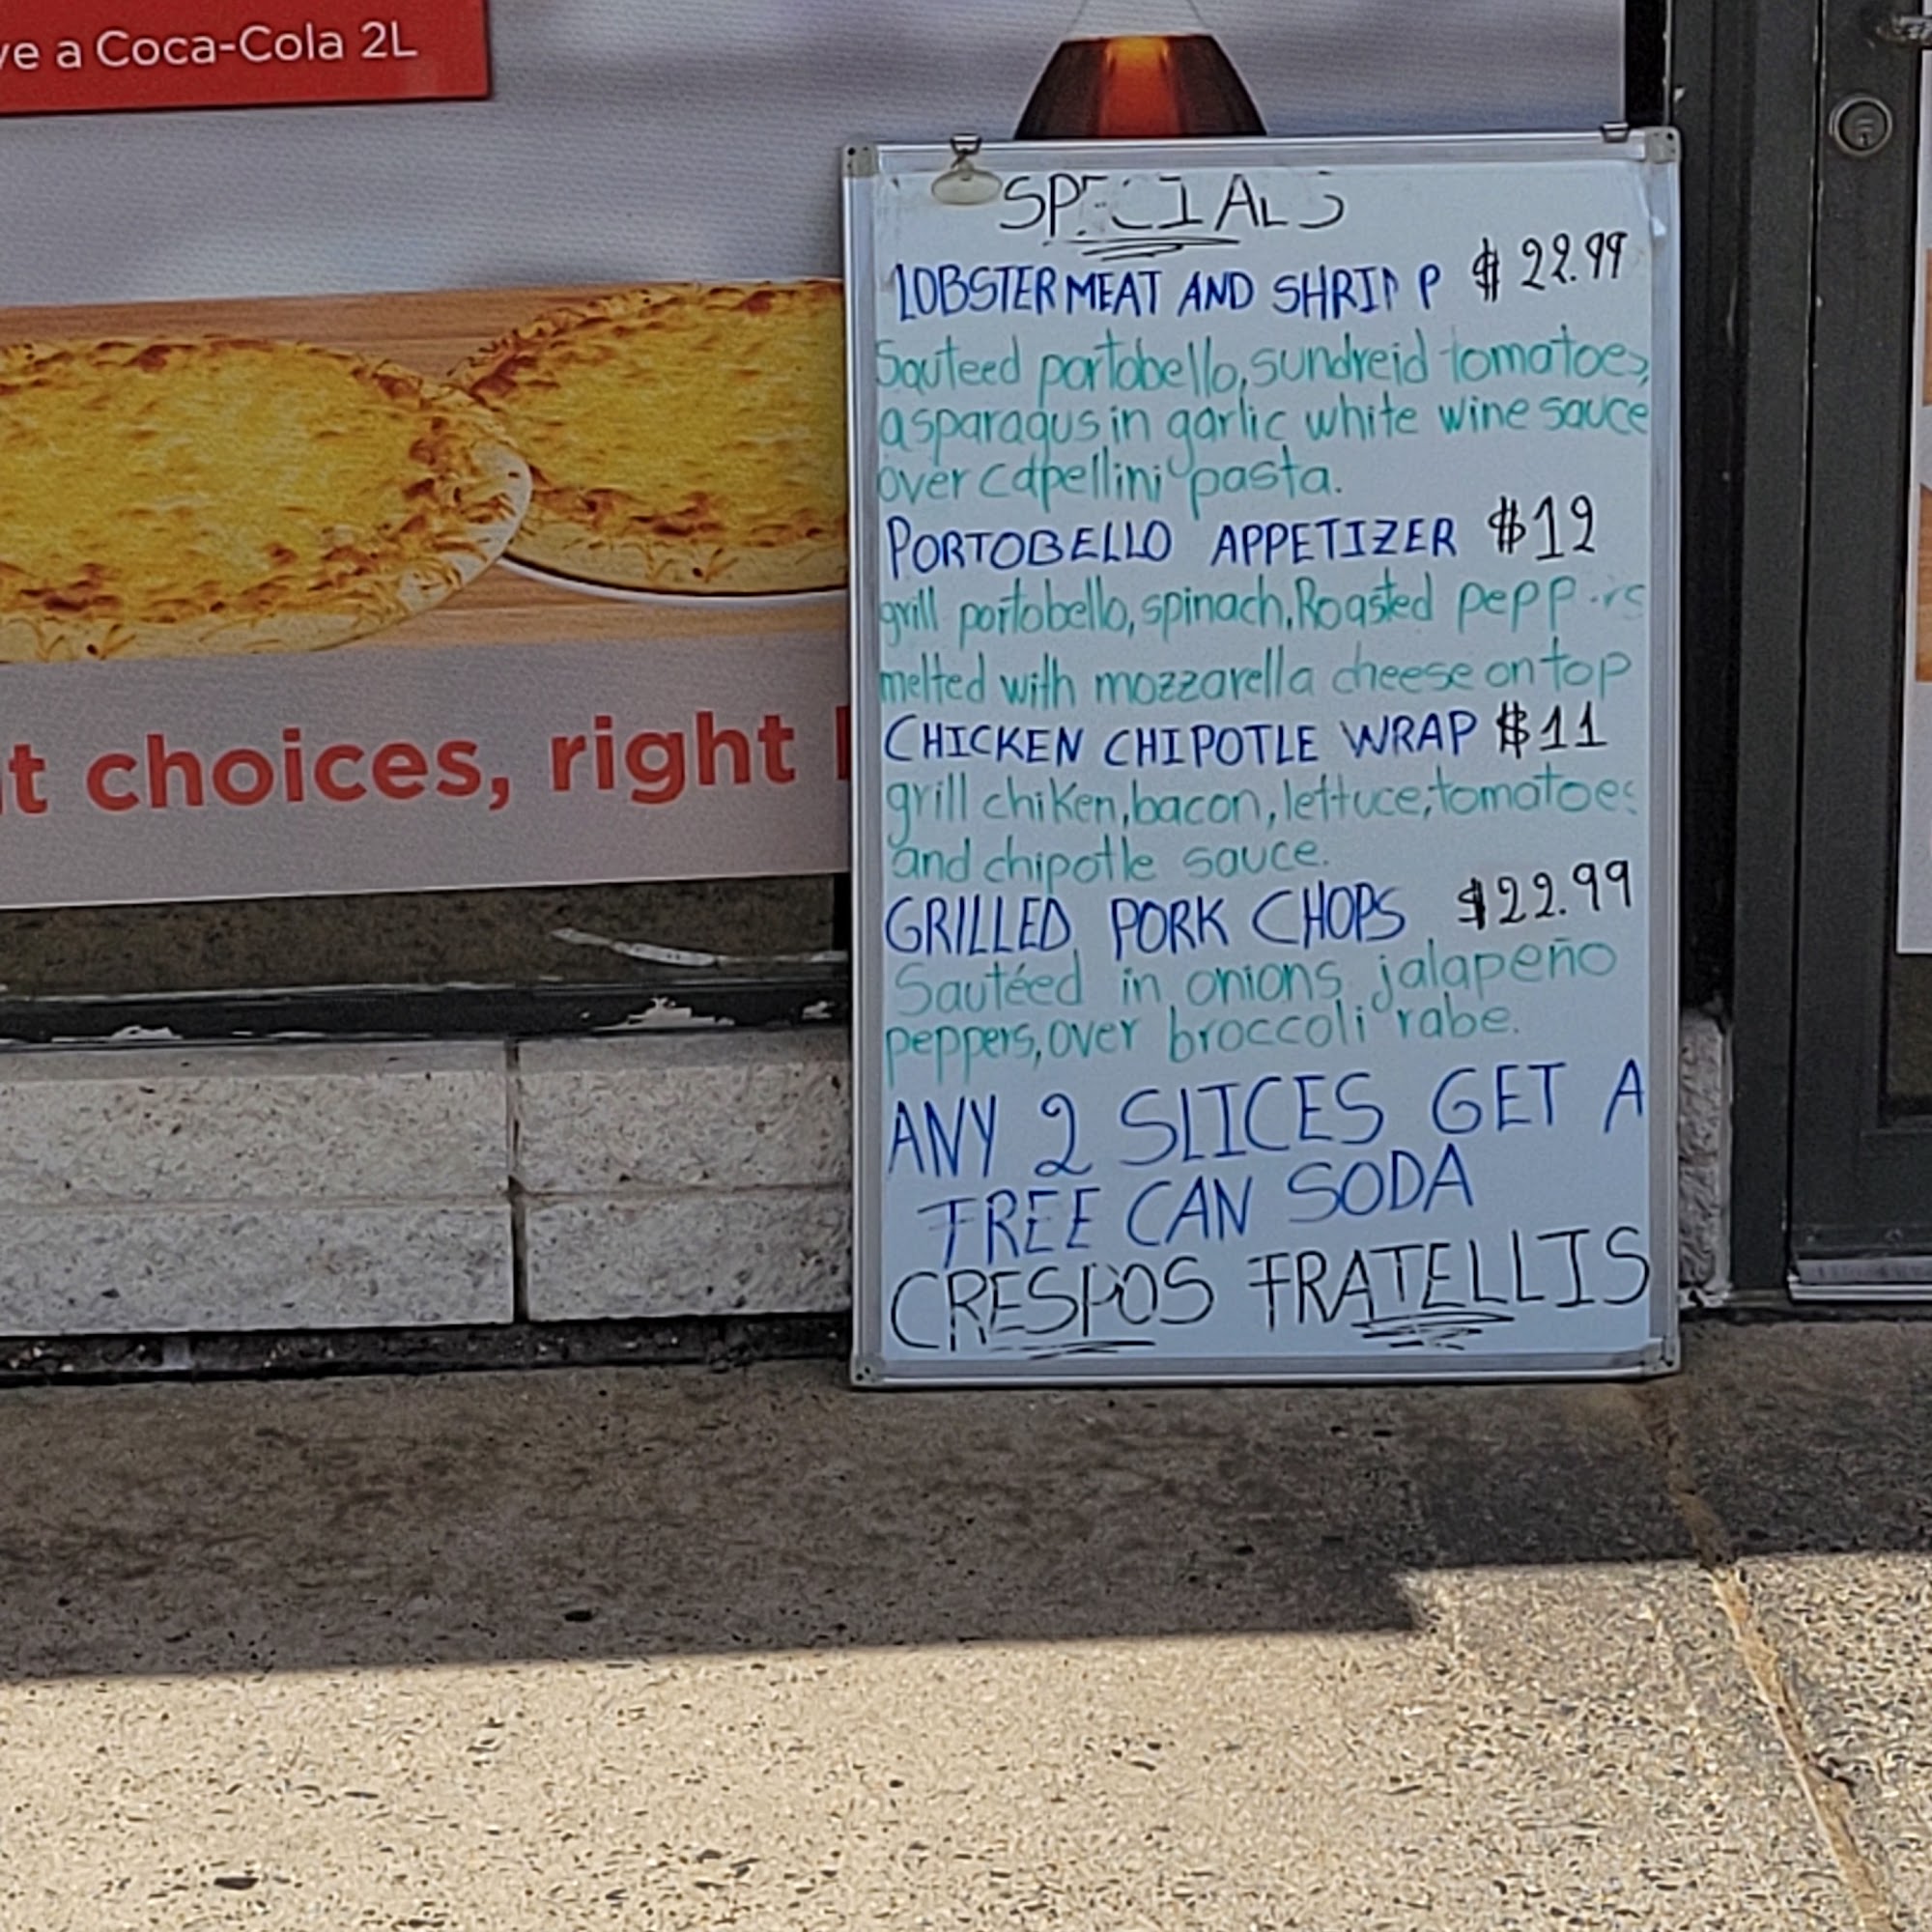 ve a Coca-Cola 2L
SPECIALS
LOBSTER MEAT AND SHRIMP $22.99
Sauteed portobello, sundreid tomatoes,
asparagus in garlic white wine sauce
over capellini pasta.
PORTOBELLO APPETIZER $12
grill portobello, spinach, Roasted peppers
melted with mozzarella cheese on top
CHICKEN CHIPOTLE WRAP $11
grill chiken, bacon, lettuce, tomatoes
and chipotle sauce.
GRILLED PORK CHOPS $22.99
Sautéed in onions, jalapeño
peppers, over broccoli rabe.
ANY 2 SLICES GET A
FREE CAN SODA
CRESPOS FRATELLIS
t choices, right